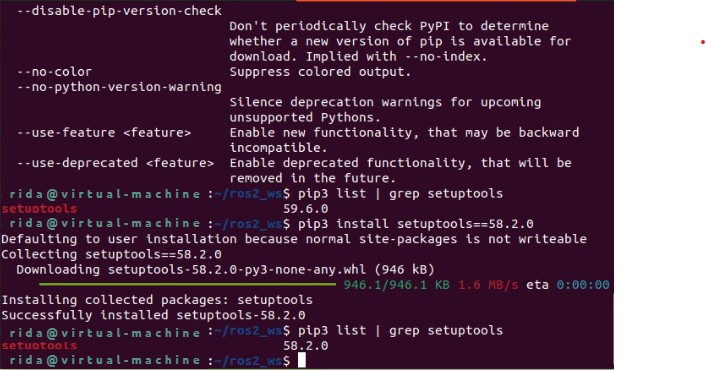 --disable-pip-version-check
Don't periodically check PyPI to determine
whether a new version of pip is available for
download. Implied with --no-index.
--no-color                  Suppress colored output.
--no-python-version-warning
Silence deprecation warnings for upcoming
unsupported Pythons.
--use-feature <feature>     Enable new functionality, that may be backward
incompatible.
--use-deprecated <feature>  Enable deprecated functionality, that will be
removed in the future.
rida@virtual-machine :~/ros2_ws$ pip3 list | grep setuptools
setuptools                  59.6.0
rida@virtual-machine :~/ros2_ws$ pip3 install setuptools==58.2.0
Defaulting to user installation because normal site-packages is not writeable
Collecting setuptools==58.2.0
Downloading setuptools-58.2.0-py3-none-any.whl (946 kB)
946.1/946.1 KB 1.6 MB/s eta 0:00:00
Installing collected packages: setuptools
Successfully installed setuptools-58.2.0
rida@virtual-machine :~/ros2_ws$ pip3 list | grep setuptools
setuptools                  58.2.0
rida@virtual-machine :~/ros2_ws$